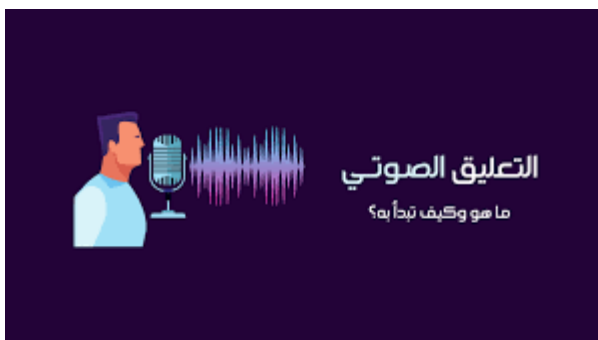 التعليق الصوتي
ما هو وكيف تبدأ به؟